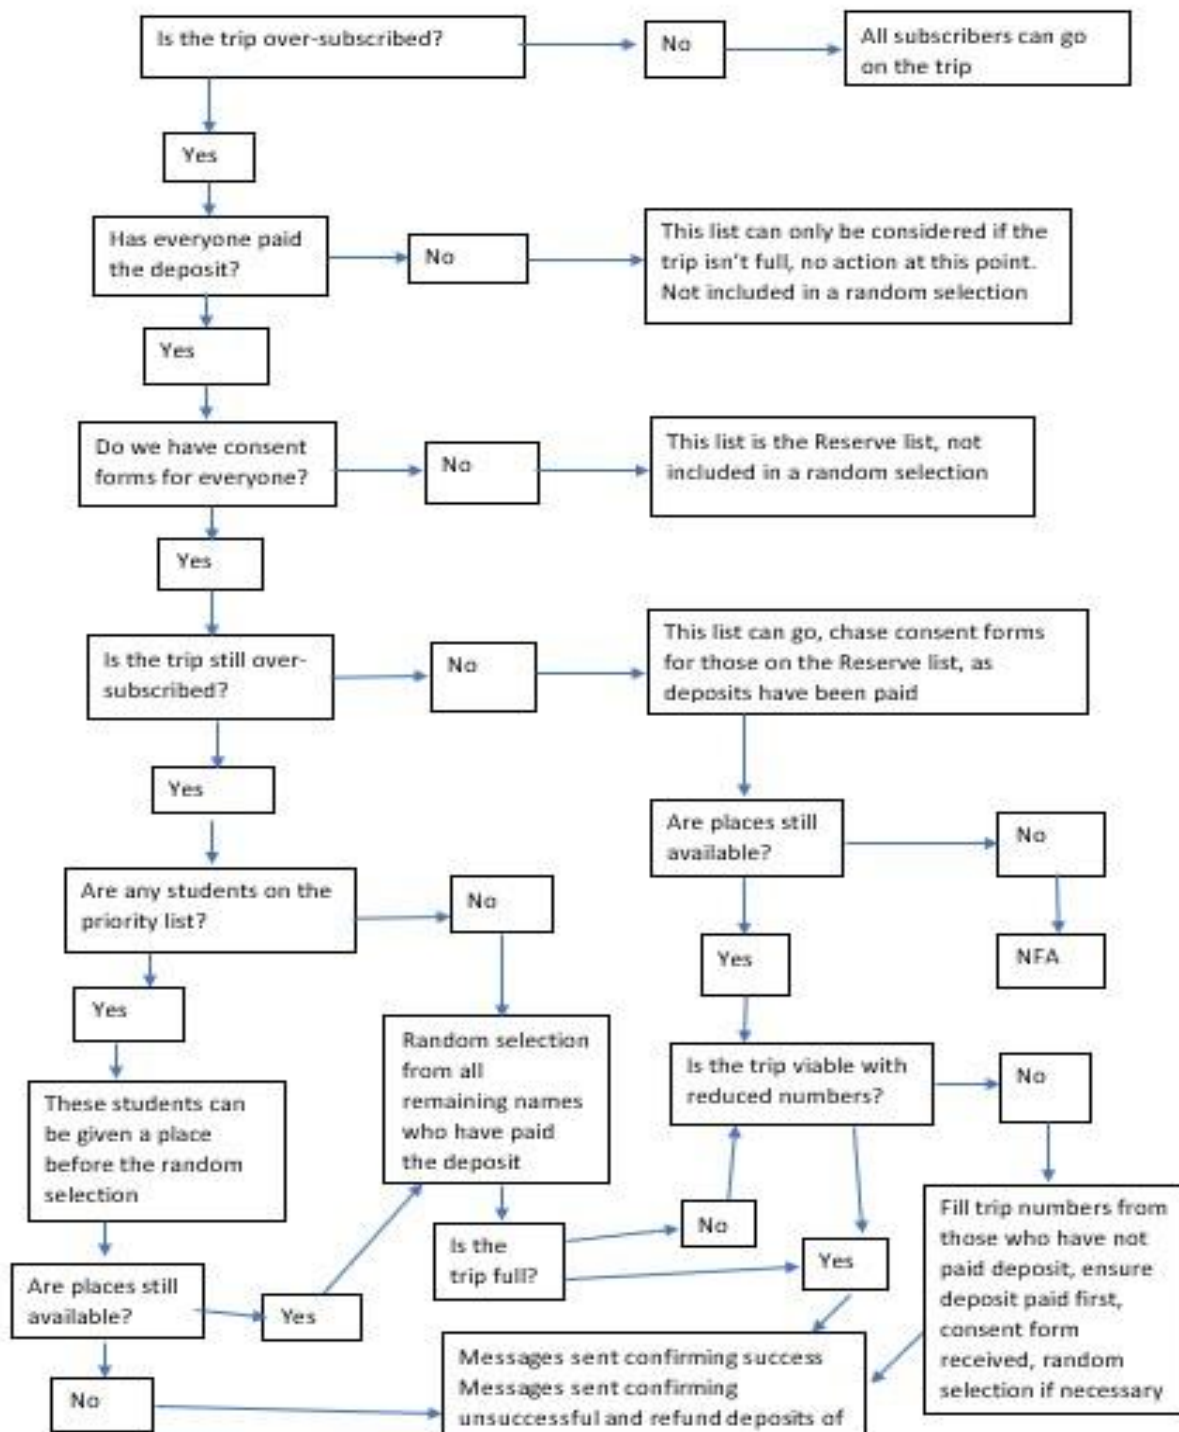 Is the trip over-subscribed?
No
All subscribers can go
on the trip
Yes
Has everyone paid
the deposit?
No
This list can only be considered if the
trip isn't full, no action at this point.
Not included in a random selection
Yes
Do we have consent
forms for everyone?
No
This list is the Reserve list, not
included in a random selection
Yes
Is the trip still over-
subscribed?
No
This list can go, chase consent forms
for those on the Reserve list, as
deposits have been paid
Yes
Are places still
available?
No
Are any students on the
priority list?
No
Yes
NFA
Yes
Random selection
from all
remaining names
who have paid
the deposit
Is the trip viable with
reduced numbers?
No
These students can
be given a place
before the random
selection
Is the
trip full?
No
Yes
Fill trip numbers from
those who have not
paid deposit, ensure
deposit paid first,
consent form
received, random
selection if necessary
Are places still
available?
Yes
No
Messages sent confirming success
Messages sent confirming
unsuccessful and refund deposits of